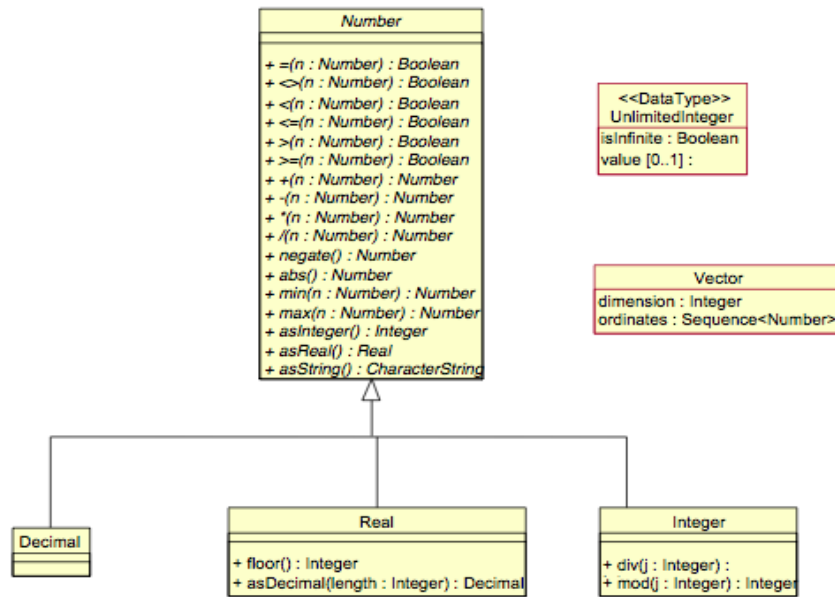 Number
+ =(n : Number) : Boolean
+ <>(n : Number) : Boolean
+ <(n : Number) : Boolean
+ <=(n : Number) : Boolean
+ >(n : Number) : Boolean
+ >=(n : Number) : Boolean
+ +(n : Number) : Number
+ -(n : Number) : Number
+ *(n : Number) : Number
+ /(n : Number) : Number
+ negate() : Number
+ abs() : Number
+ min(n : Number) : Number
+ max(n : Number) : Number
+ asInteger() : Integer
+ asReal() : Real
+ asString() : CharacterString
<<DataType>>
UnlimitedInteger
isInfinite : Boolean
value [0..1] :
Vector
dimension : Integer
ordinates : Sequence<Number>
Decimal
Real
+ floor() : Integer
+ asDecimal(length : Integer) : Decimal
Integer
+ div(j : Integer) :
+ mod(j : Integer) : Integer